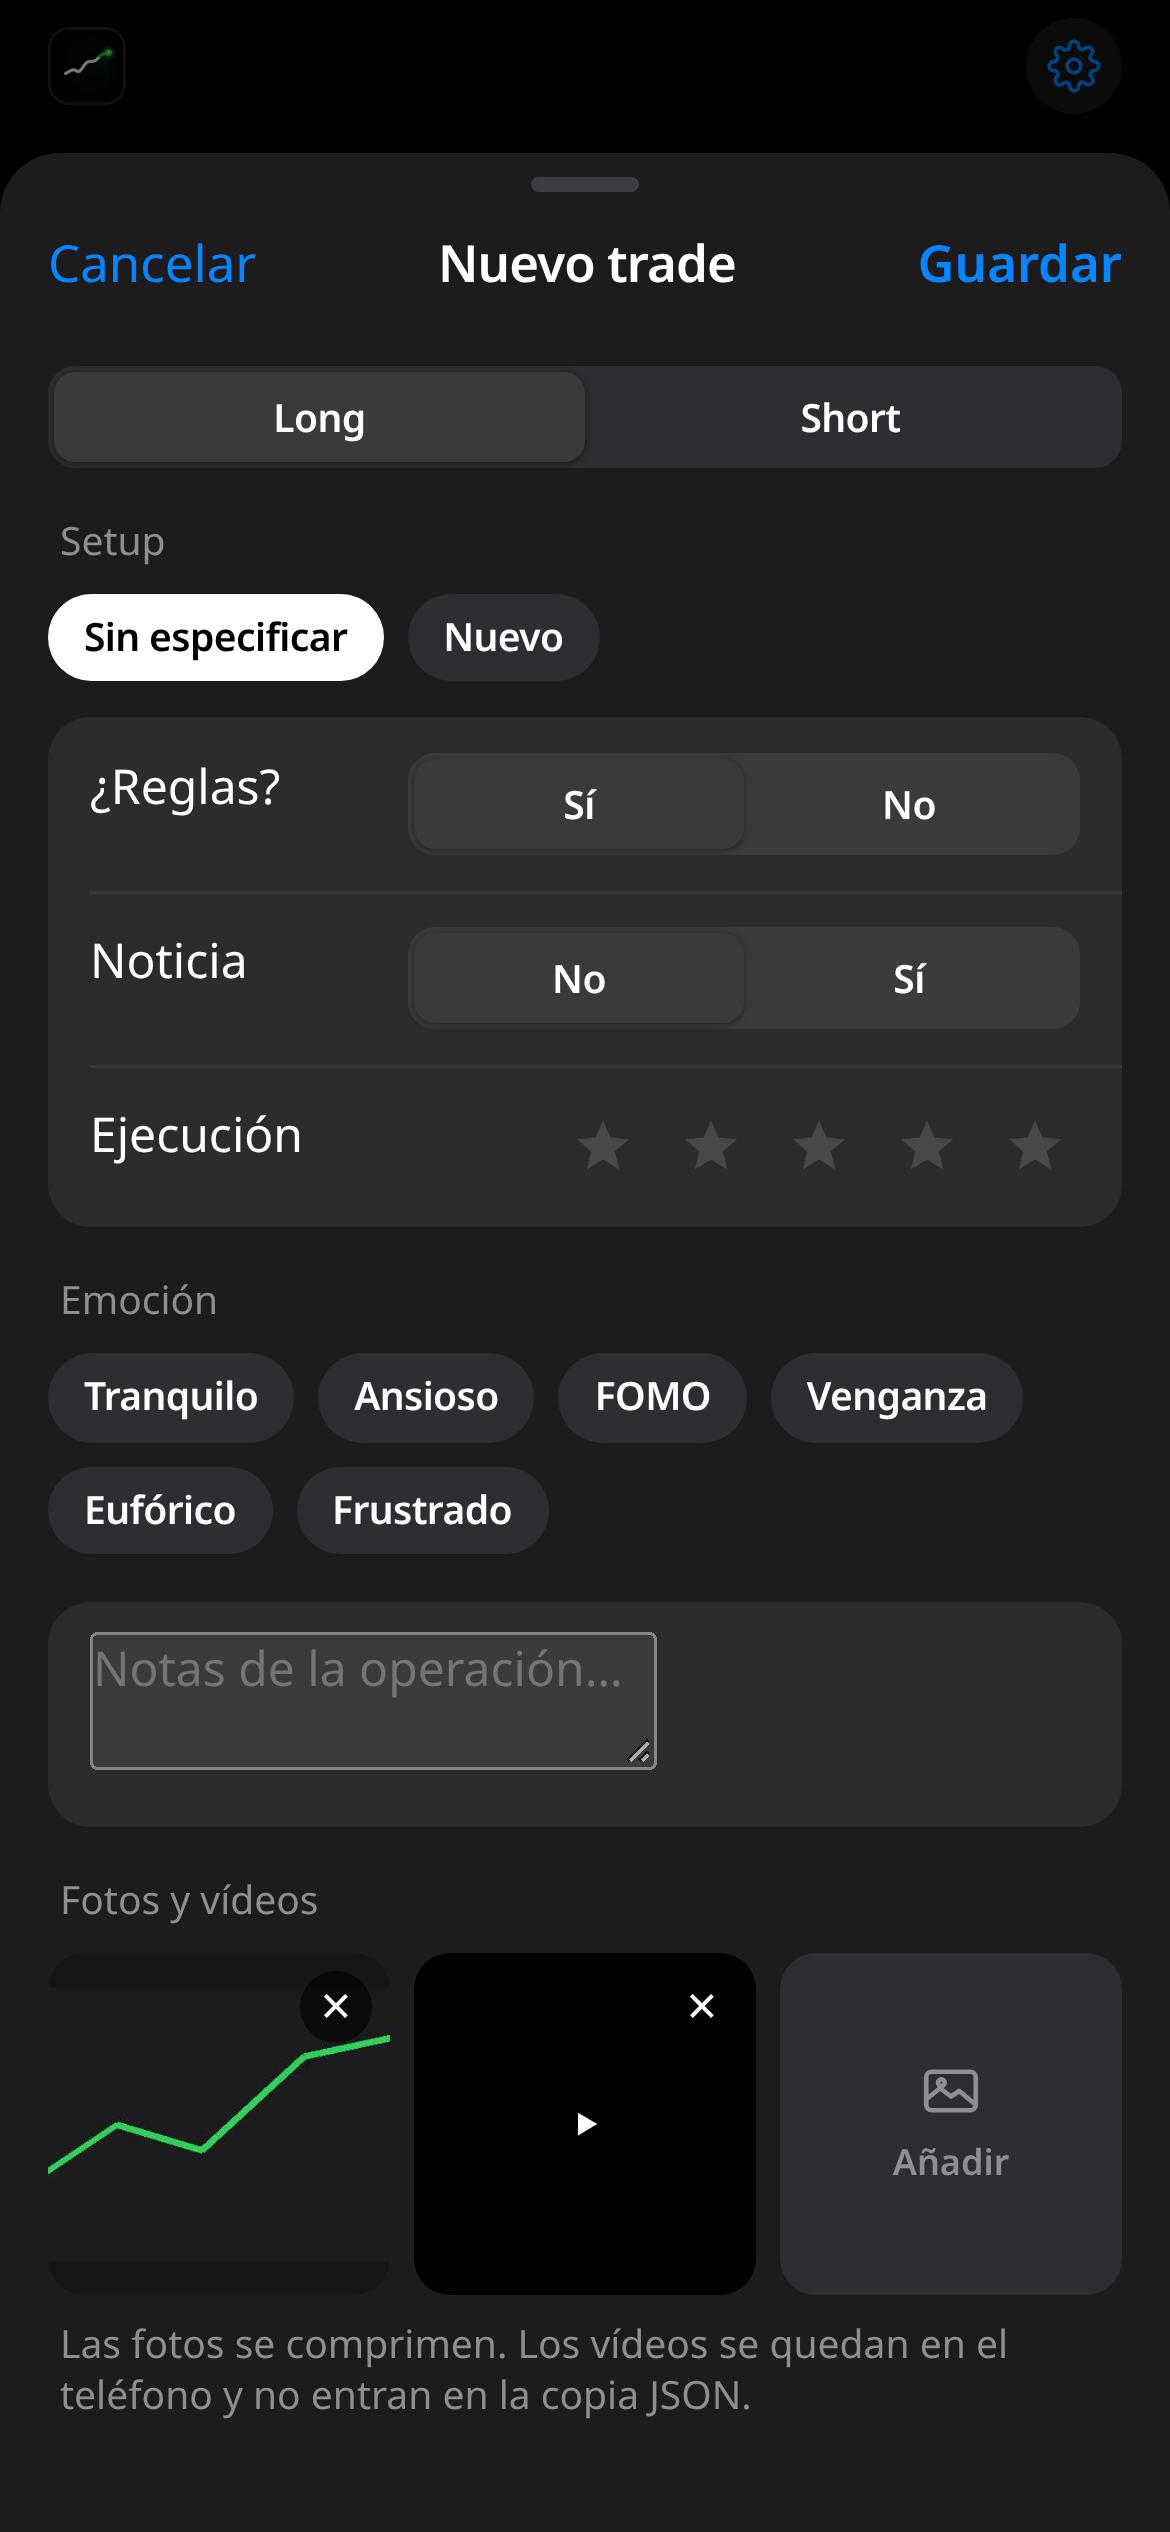 Cancelar
Nuevo trade
Guardar
Long
Short
Setup
Sin especificar
Nuevo
¿Reglas?
Sí
No
Noticia
No
Sí
Ejecución
Emoción
Tranquilo
Ansioso
FOMO
Venganza
Eufórico
Frustrado
Notas de la operación...
Fotos y vídeos
Añadir
Las fotos se comprimen. Los vídeos se quedan en el
teléfono y no entran en la copia JSON.